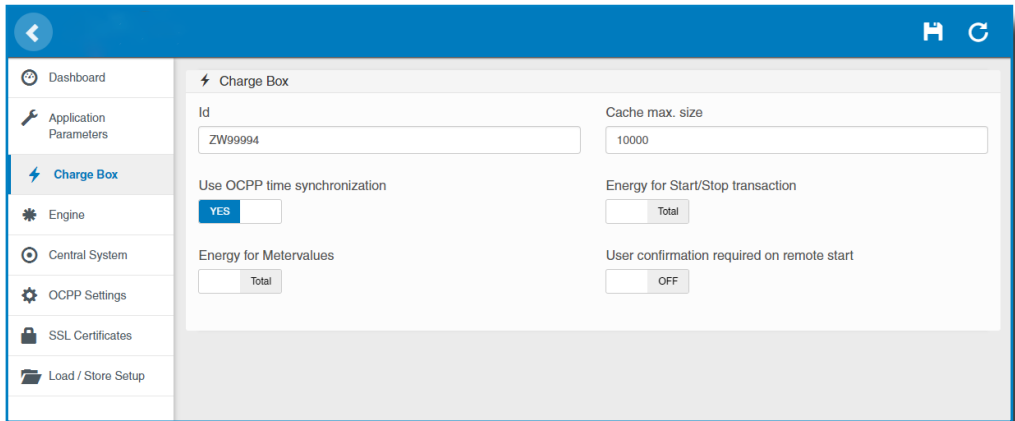 Dashboard
Application
Parameters
Charge Box
Engine
Central System
OCPP Settings
SSL Certificates
Load / Store Setup
Charge Box
Id
Cache max. size
ZW99994
10000
Use OCPP time synchronization
Energy for Start/Stop transaction
YES
Total
Energy for Metervalues
User confirmation required on remote start
Total
OFF